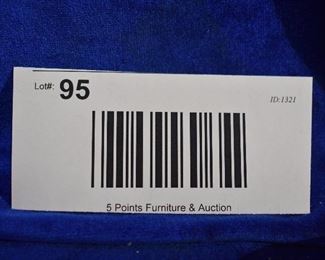 Lot#: 95
ID:1321
5 Points Furniture & Auction